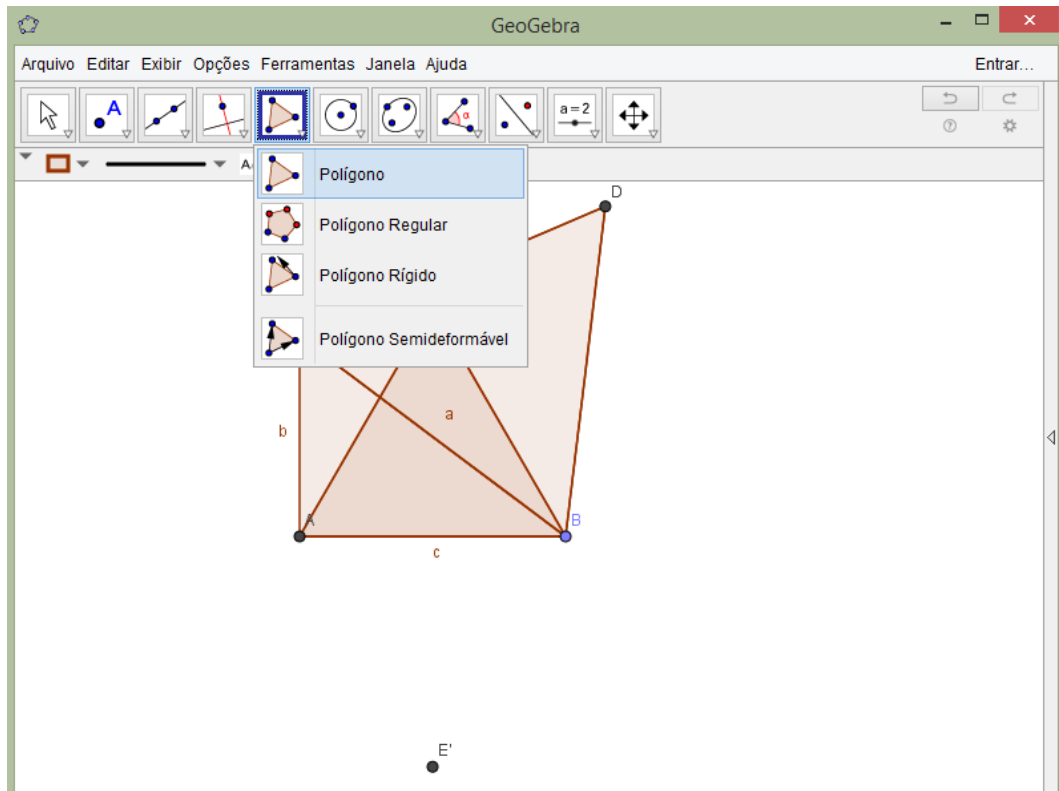 GeoGebra
Arquivo Editar Exibir Opções Ferramentas Janela Ajuda Entrar...
A
α
a=2
Polígono
Polígono Regular
Polígono Rígido
Polígono Semideformável
D
a
b
A
B
c
E'